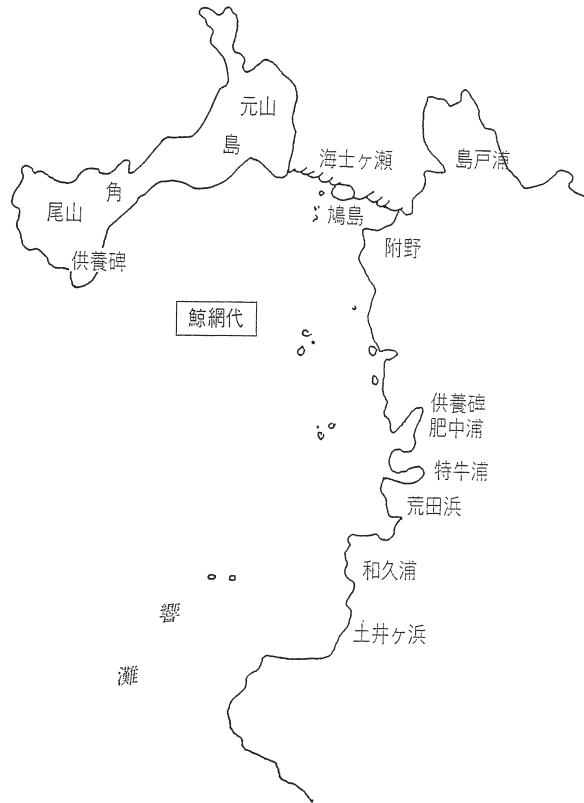 元山
島
角
尾山
供養碑
海士ヶ瀬
島戸浦
鳩島
附野
鯨網代
供養碑
肥中浦
特牛浦
荒田浜
和久浦
土井ヶ浜
響
灘